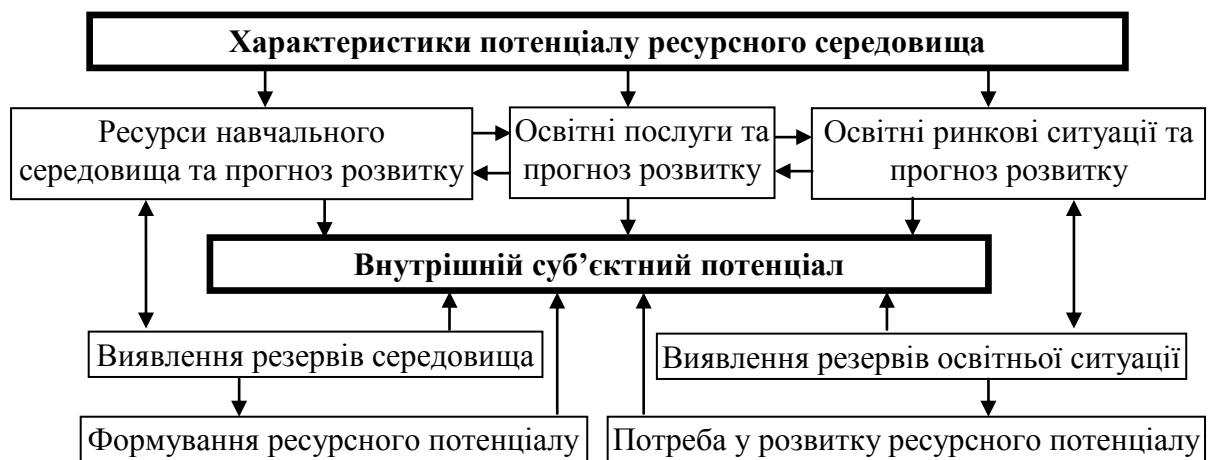 Характеристики потенціалу ресурсного середовища
Ресурси навчального
середовища та прогноз розвитку
Освітні послуги та
прогноз розвитку
Освітні ринкові ситуації та
прогноз розвитку
Внутрішній суб’єктний потенціал
Виявлення резервів середовища
Виявлення резервів освітньої ситуації
Формування ресурсного потенціалу
Потреба у розвитку ресурсного потенціалу